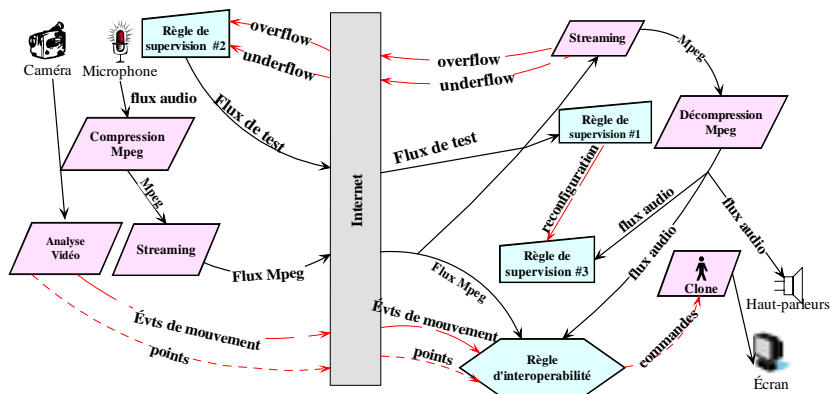 Règle de
supervision #2
overflow
underflow
Caméra
Microphone
flux audio
Flux de test
Compression
Mpeg
Mpeg
Analyse
Vidéo
Streaming
Flux Mpeg
Évts de mouvement
points
Internet
overflow
underflow
Streaming
Mpeg
Flux de test
Règle de
supervision #1
Décompression
Mpeg
reconfiguration
Règle de
supervision #3
flux audio
flux audio
flux audio
Flux Mpeg
Clone
Haut-parleurs
Évts de mouvement
points
Règle
d'interoperabilité
commandes
Écran